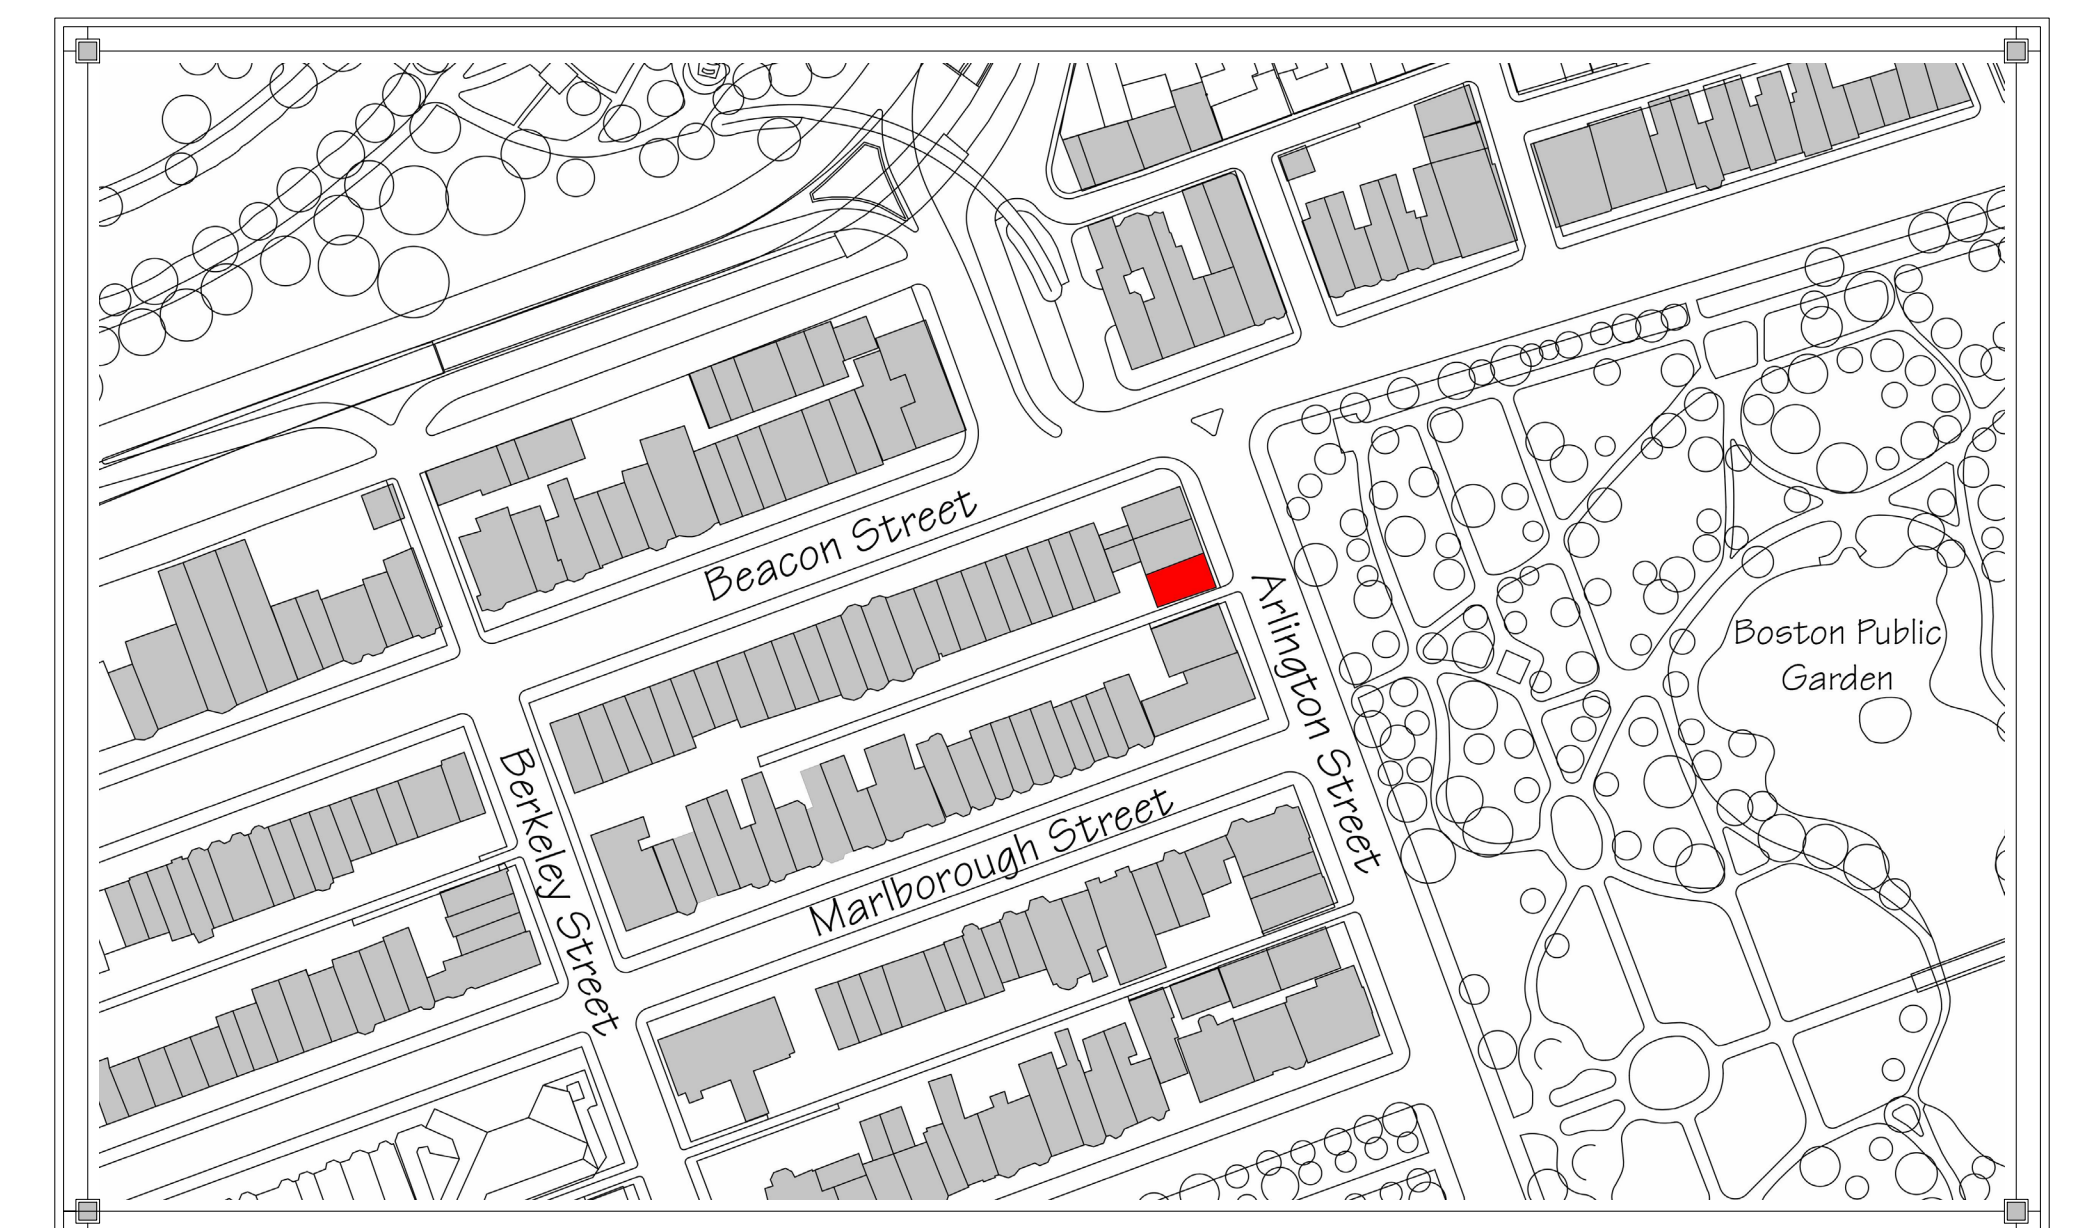 Beacon Street
Arlington Street
Boston Public
Garden
Berkeley Street
Marlborough Street